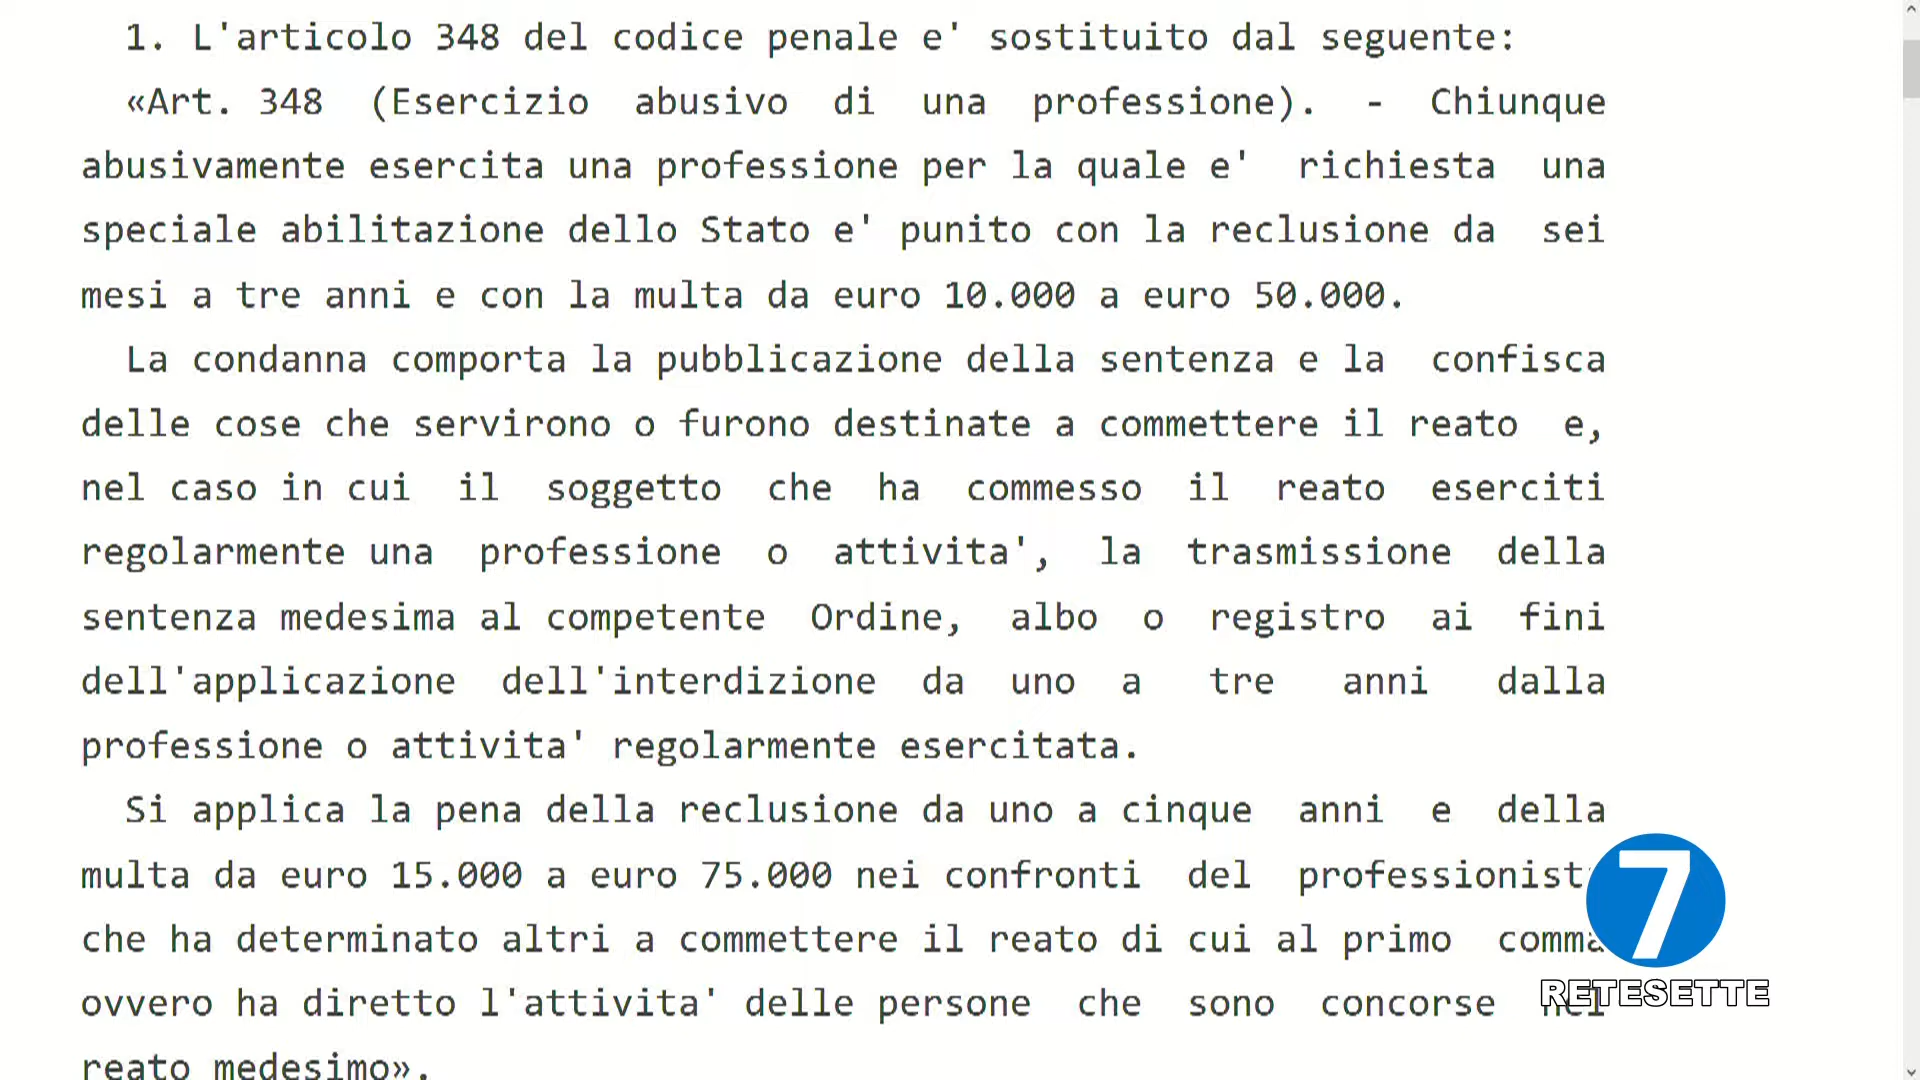 1. L'articolo 348 del codice penale e' sostituito dal seguente:
«Art. 348 (Esercizio abusivo di una professione). - Chiunque
abusivamente esercita una professione per la quale e' richiesta una
speciale abilitazione dello Stato e' punito con la reclusione da sei
mesi a tre anni e con la multa da euro 10.000 a euro 50.000.
La condanna comporta la pubblicazione della sentenza e la confisca
delle cose che servirono o furono destinate a commettere il reato e,
nel caso in cui il soggetto che ha commesso il reato eserciti
regolarmente una professione o attivita', la trasmissione della
sentenza medesima al competente Ordine, albo o registro ai fini
dell'applicazione dell'interdizione da uno a tre anni dalla
professione o attivita' regolarmente esercitata.
Si applica la pena della reclusione da uno a cinque anni e della
multa da euro 15.000 a euro 75.000 nei confronti del professionista
che ha determinato altri a commettere il reato di cui al primo comma
ovvero ha diretto l'attivita' delle persone che sono concorse nel
reato medesimo».
7
RETESETTE